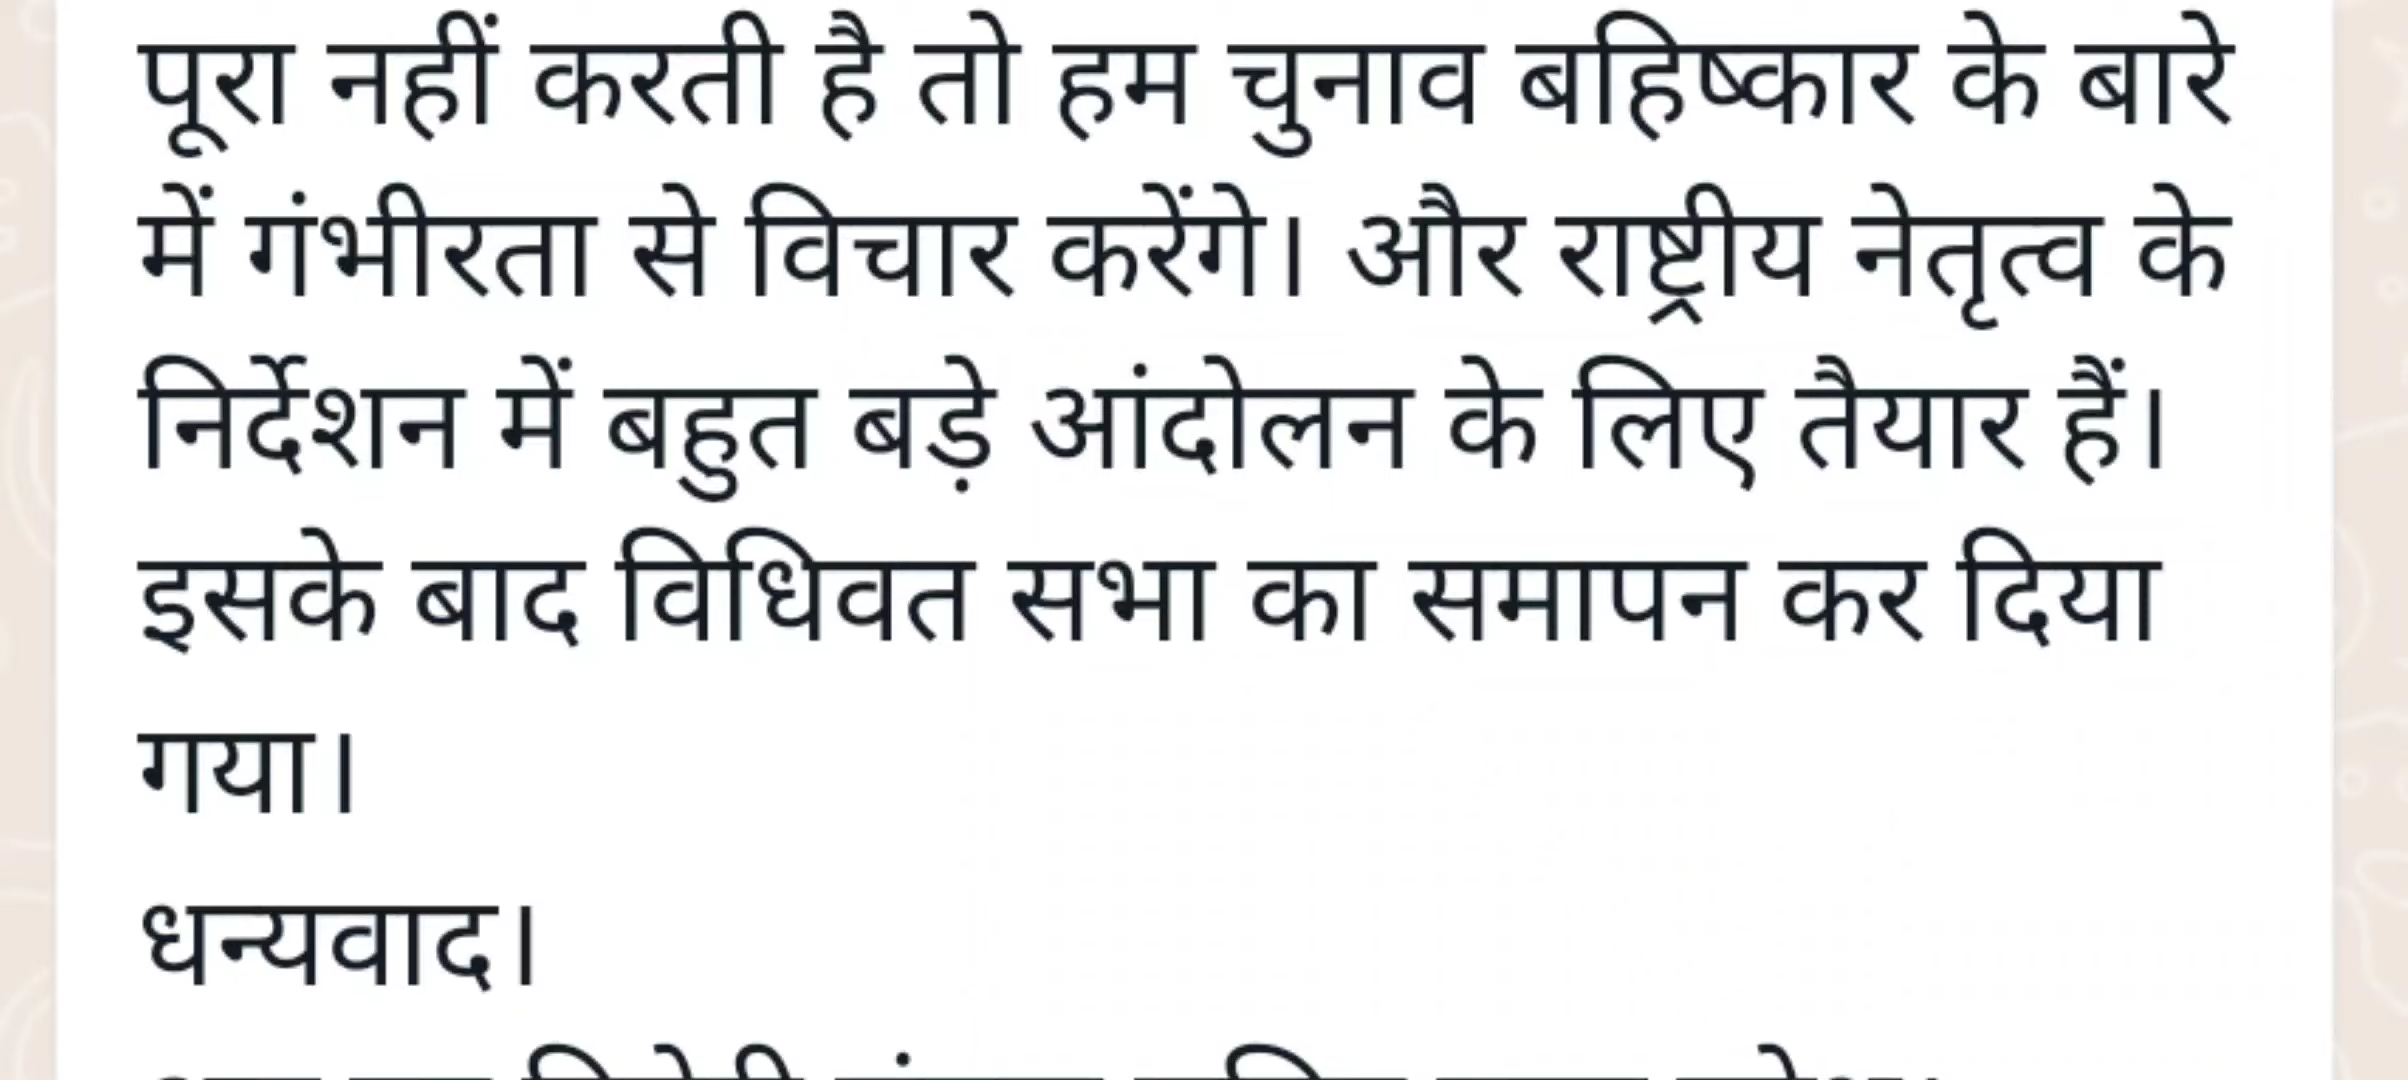 पूरा नहीं करती है तो हम चुनाव बहिष्कार के बारे
में गंभीरता से विचार करेंगे। और राष्ट्रीय नेतृत्व के
निर्देशन में बहुत बड़े आंदोलन के लिए तैयार हैं।
इसके बाद विधिवत सभा का समापन कर दिया
गया।
धन्यवाद।